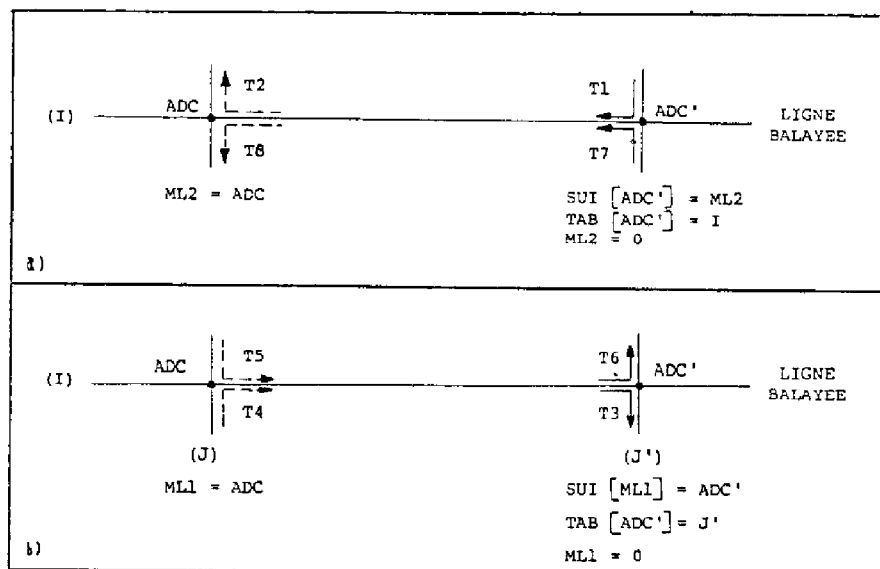 T2 T1
ADC ADC'
(I) LIGNE
BALAYEE
T8 T7
ML2 = ADC
SUI [ADC'] = ML2
TAB [ADC'] = I
ML2 = 0
a)
T5 T6
ADC ADC'
(I) LIGNE
BALAYEE
T4 T3
(J) (J')
ML1 = ADC
SUI [ML1] = ADC'
TAB [ADC'] = J'
ML1 = 0
b)